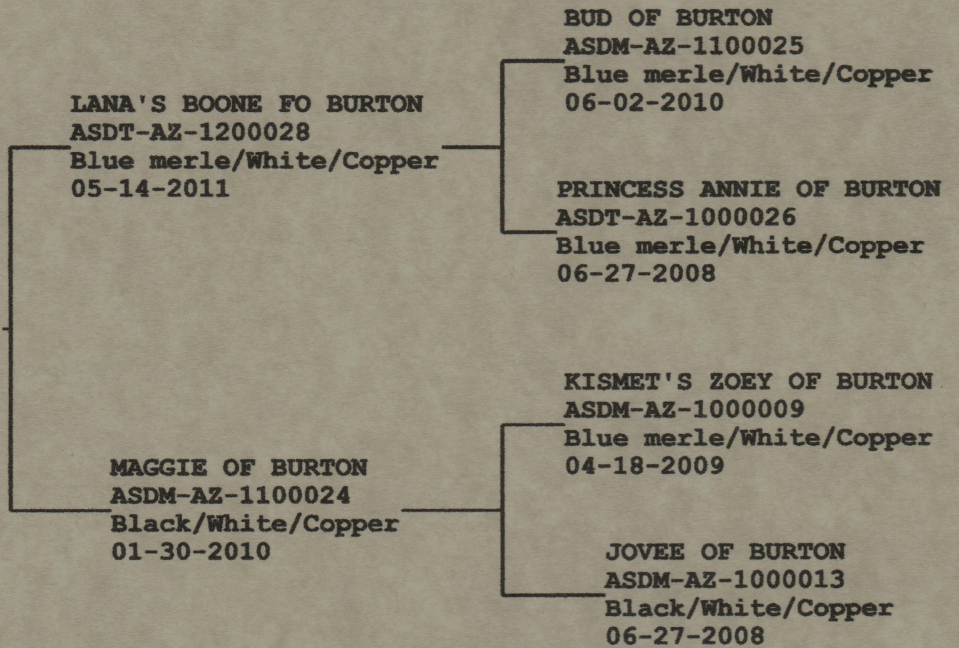 BUD OF BURTON
ASDM-AZ-1100025
Blue merle/White/Copper
06-02-2010
LANA'S BOONE FO BURTON
ASDT-AZ-1200028
Blue merle/White/Copper
05-14-2011
PRINCESS ANNIE OF BURTON
ASDT-AZ-1000026
Blue merle/White/Copper
06-27-2008
KISMET'S ZOEY OF BURTON
ASDM-AZ-1000009
Blue merle/White/Copper
04-18-2009
MAGGIE OF BURTON
ASDM-AZ-1100024
Black/White/Copper
01-30-2010
JOVEE OF BURTON
ASDM-AZ-1000013
Black/White/Copper
06-27-2008